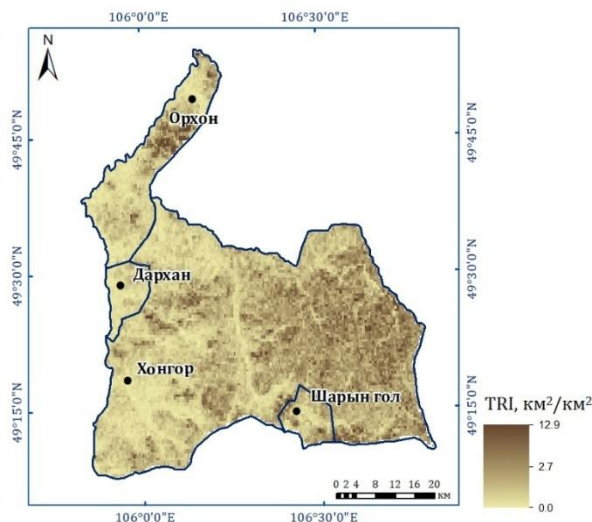 106°0'0"E 106°30'0"E
N
Орхон
49°45'0"N 49°45'0"N
49°30'0"N 49°30'0"N
Дархан
Хонгор
Шарын гол
49°15'0"N 49°15'0"N
TRI, км²/км²
12.9
2.7
0.0
0 2 4 8 12 16 20
км
106°0'0"E 106°30'0"E